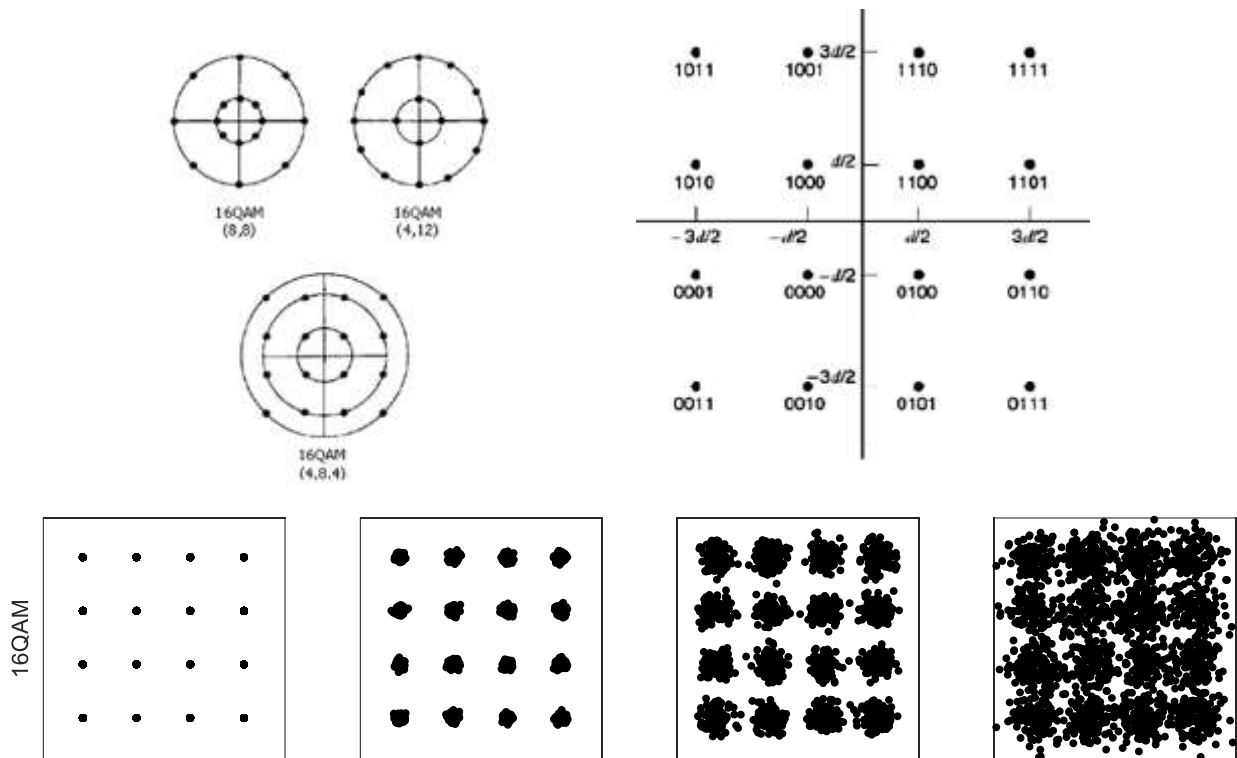 16QAM
(8,8)
16QAM
(4,12)
16QAM
(4,8,4)
3d/2
1011 1001 1110 1111
d/2
1010 1000 1100 1101
-3d/2 -d/2 d/2 3d/2
-d/2
0001 0000 0100 0110
-3d/2
0011 0010 0101 0111
16QAM